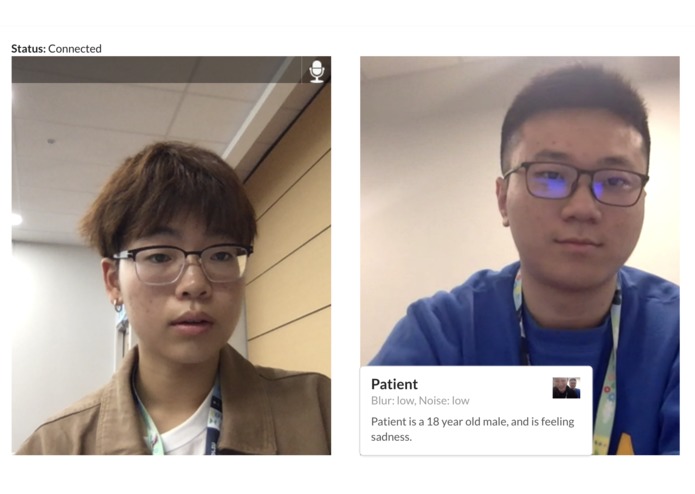 Status: Connected
Patient
Blur: low, Noise: low
Patient is a 18 year old male, and is feeling
sadness.